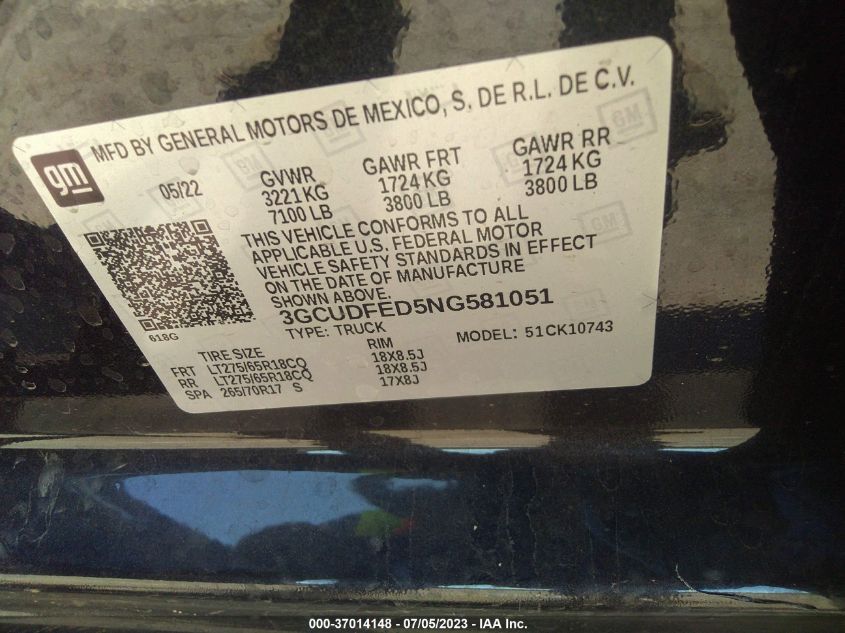 MFD BY GENERAL MOTORS DE MEXICO, S. DE R.L. DE C.V.
gm
05/22
GVWR
3221 KG
7100 LB
GAWR FRT
1724 KG
3800 LB
GAWR RR
1724 KG
3800 LB
THIS VEHICLE CONFORMS TO ALL
APPLICABLE U.S. FEDERAL MOTOR
VEHICLE SAFETY STANDARDS IN EFFECT
ON THE DATE OF MANUFACTURE
SHOWN ABOVE.
3GCUDFED5NG581051
618G
TYPE: TRUCK
MODEL: 51CK10743
TIRE SIZE RIM
FRT LT275/65R18CQ 18X8.5J
RR LT275/65R18CQ 18X8.5J
SPA 265/70R17 S 17X8J
000-37014148 - 07/05/2023 - IAA Inc.